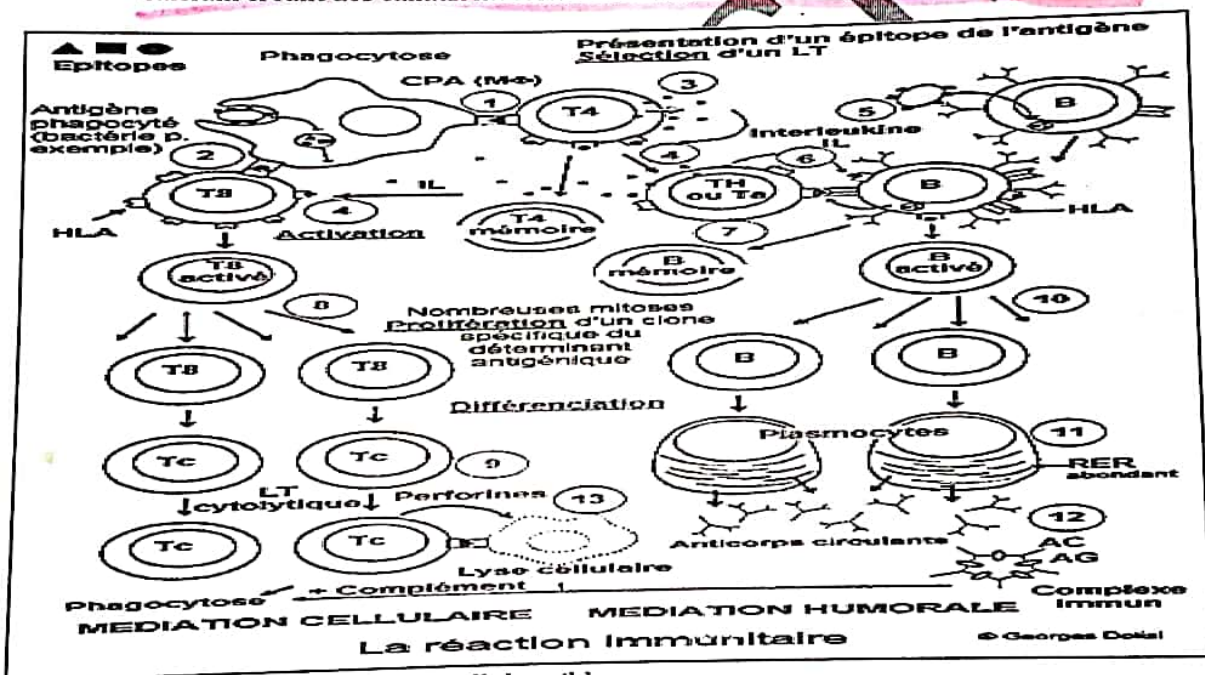 Epitopes
Phagocytose
Présentation d'un épitope de l'antigène
Sélection d'un LT
CPA (MΦ)
1
T4
3
5
B
Antigène
phagocyté
(bactérie p.
exemple)
2
Interleukine
IL
4
6
T8
IL
TH
ou Ta
B
HLA
4
Activation
T4
mémoire
7
HLA
T8
activé
B
mémoire
B
activé
8
10
Nombreuses mitoses
Prolifération d'un clone
spécifique du
déterminant
antigénique
T8
T8
B
B
Différenciation
Tc
Tc
9
Plasmocytes
11
RER
abondant
LT
cytolytique
Perforines
13
12
Tc
Tc
Anticorps circulants
AC
AG
Lyse cellulaire
Phagocytose
+ Complément
Complexe
immun
MEDIATION CELLULAIRE
MEDIATION HUMORALE
La réaction immunitaire
© Georges Dolisi